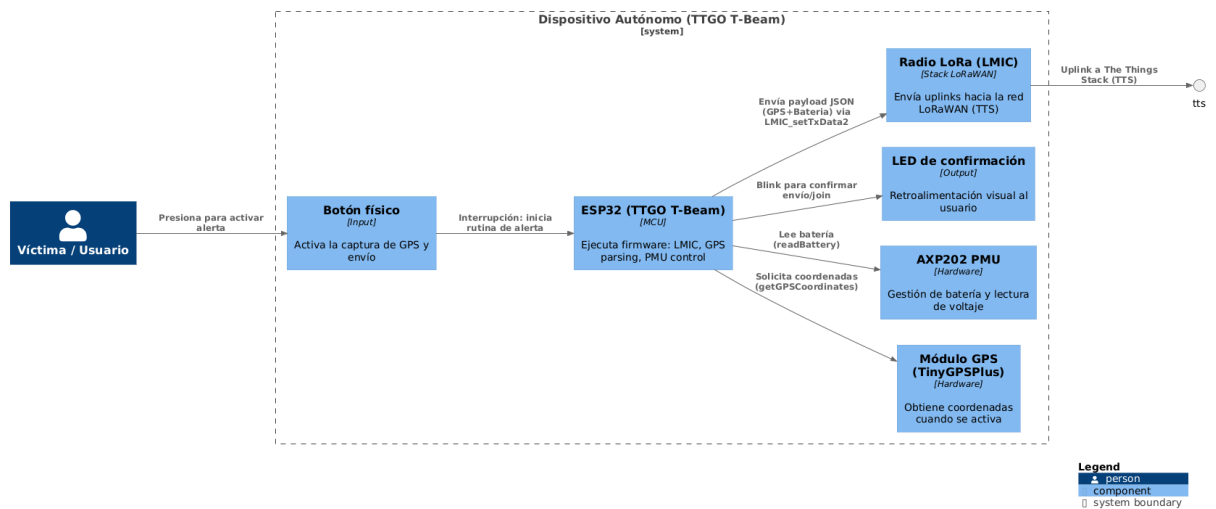 Dispositivo Autónomo (TTGO T-Beam)
[system]
Víctima / Usuario
Presiona para activar
alerta
Botón físico
[Input]
Activa la captura de GPS y
envío
Interrupción: inicia
rutina de alerta
ESP32 (TTGO T-Beam)
[MCU]
Ejecuta firmware: LMIC, GPS
parsing, PMU control
Envía payload JSON
(GPS+Bateria) via
LMIC_setTxData2
Blink para confirmar
envío/join
Lee batería
(readBattery)
Solicita coordenadas
(getGPSCoordinates)
Radio LoRa (LMIC)
[Stack LoRaWAN]
Envía uplinks hacia la red
LoRaWAN (TTS)
LED de confirmación
[Output]
Retroalimentación visual al
usuario
AXP202 PMU
[Hardware]
Gestión de batería y lectura
de voltaje
Módulo GPS
(TinyGPSPlus)
[Hardware]
Obtiene coordenadas
cuando se activa
Uplink a The Things
Stack (TTS)
tts
Legend
person
component
system boundary